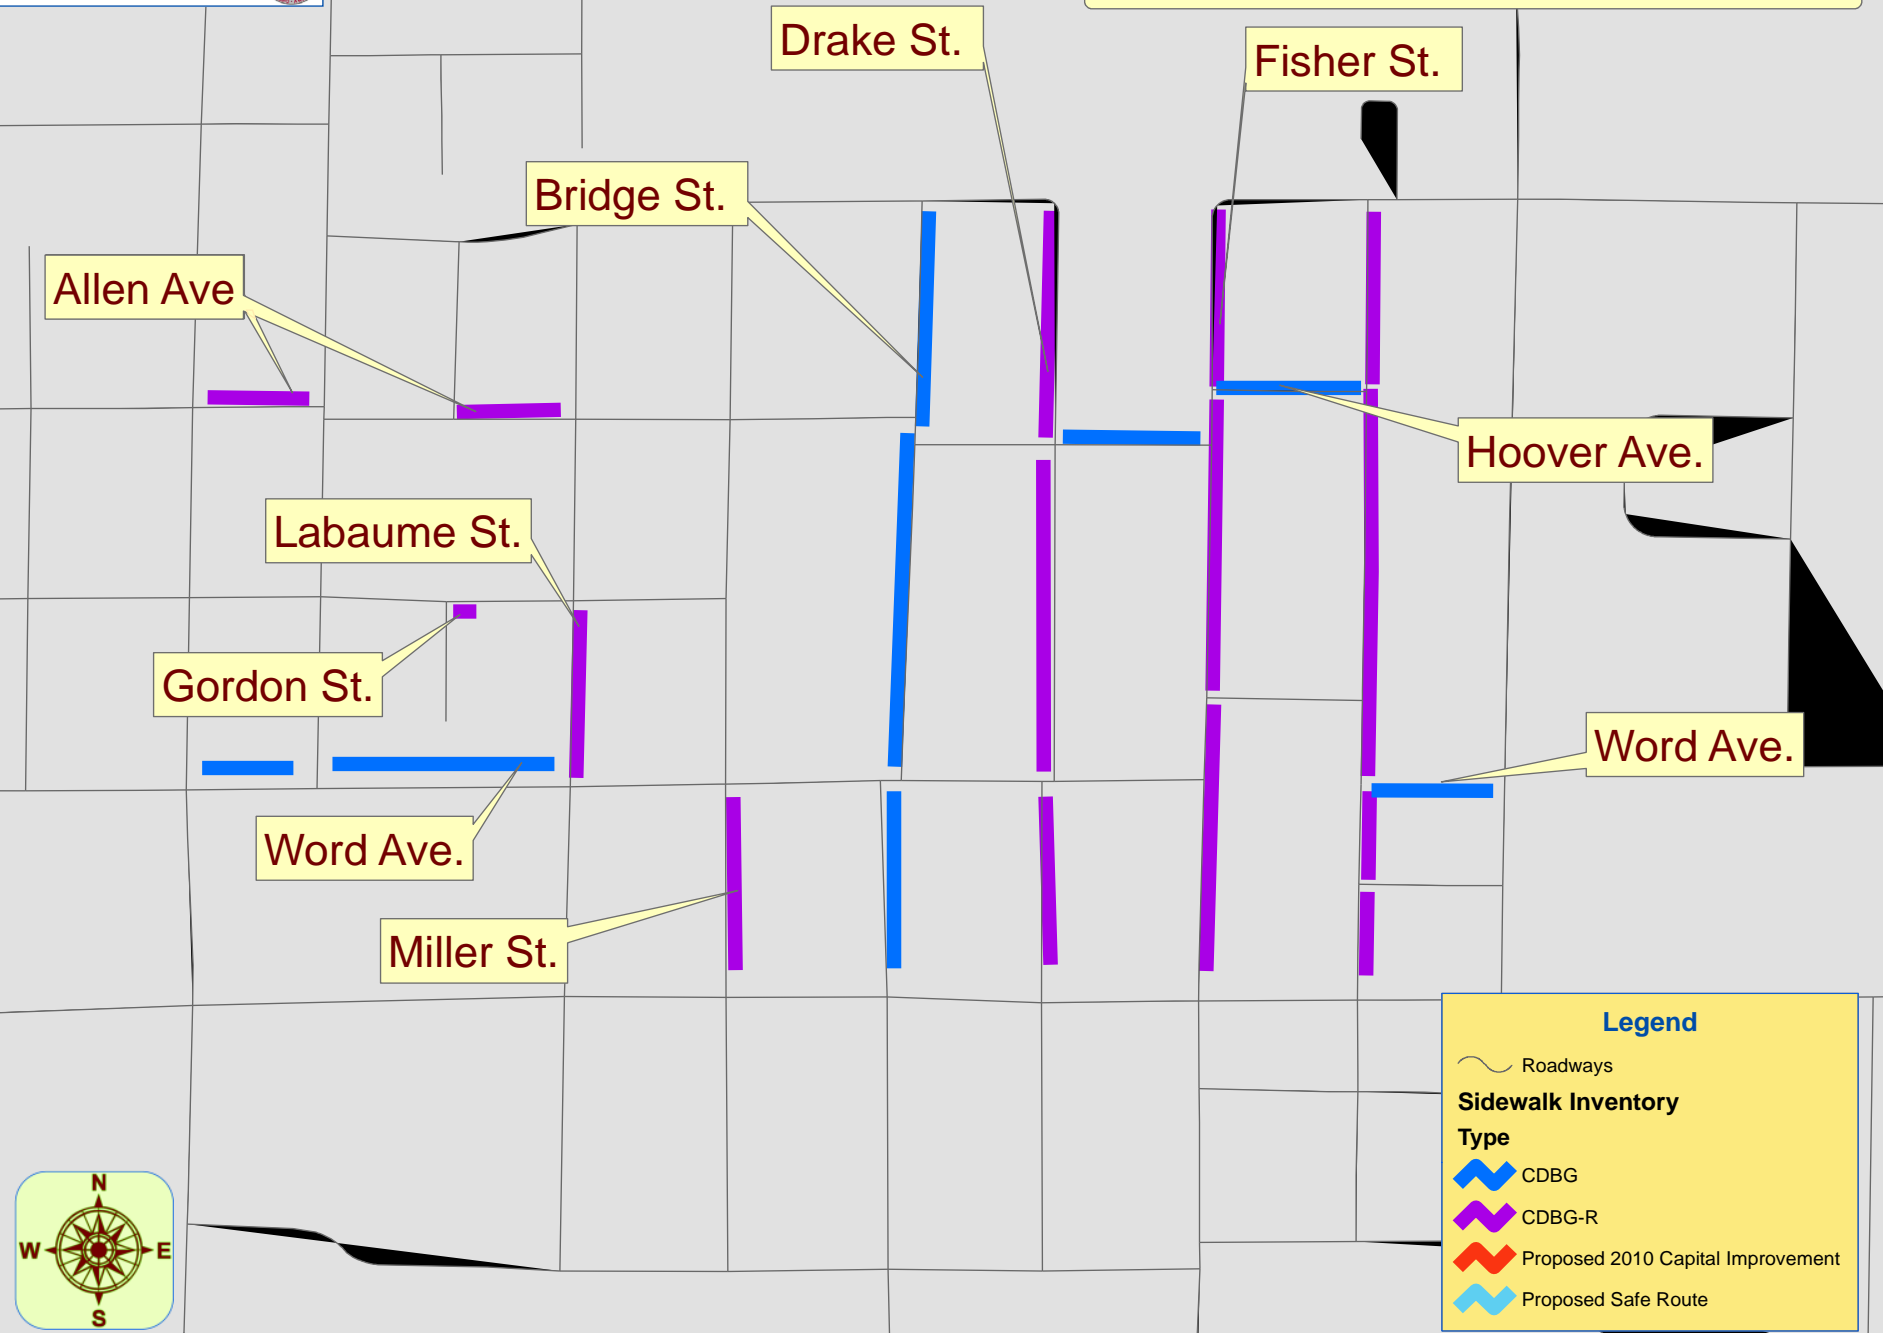 Drake St.
Fisher St.
Bridge St.
Allen Ave
Hoover Ave.
Labaume St.
Gordon St.
Word Ave.
Word Ave.
Miller St.
Legend
Roadways
Sidewalk Inventory
Type
CDBG
CDBG-R
Proposed 2010 Capital Improvement
Proposed Safe Route
N
W E
S